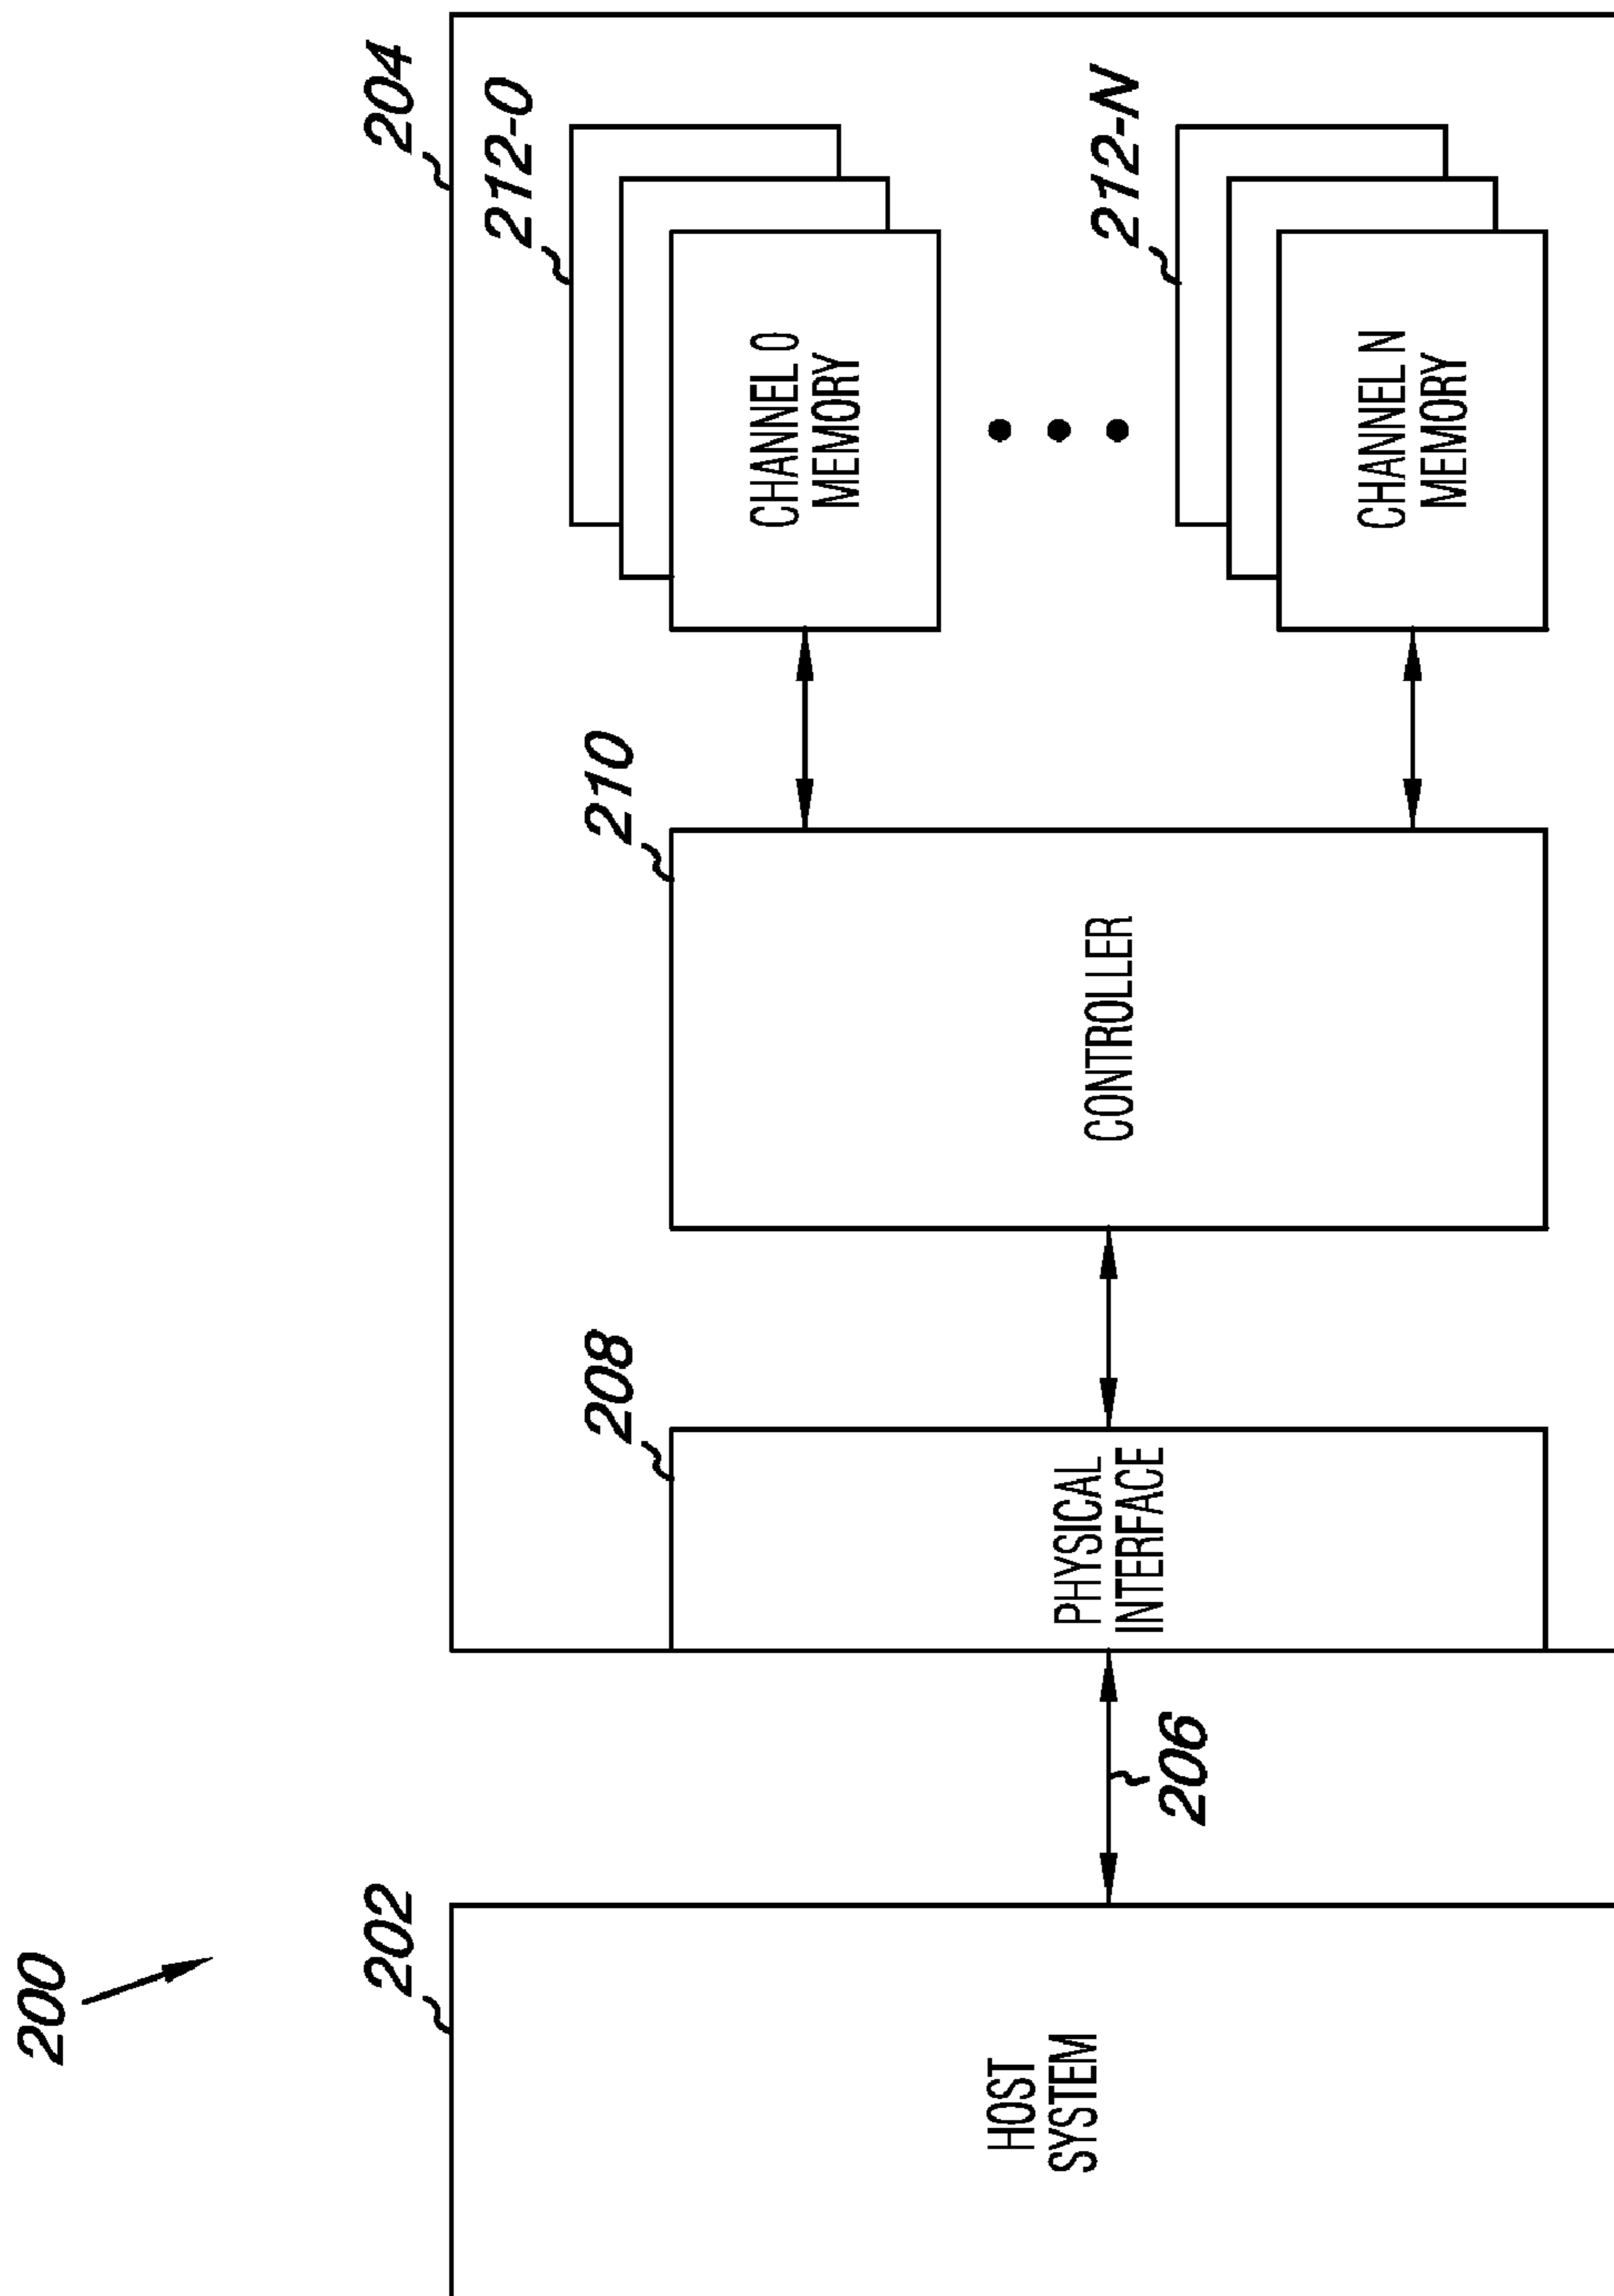 200
202
HOST
SYSTEM
206
204
208
PHYSICAL
INTERFACE
210
CONTROLLER
212-0
CHANNEL 0
MEMORY
212-N
CHANNEL N
MEMORY